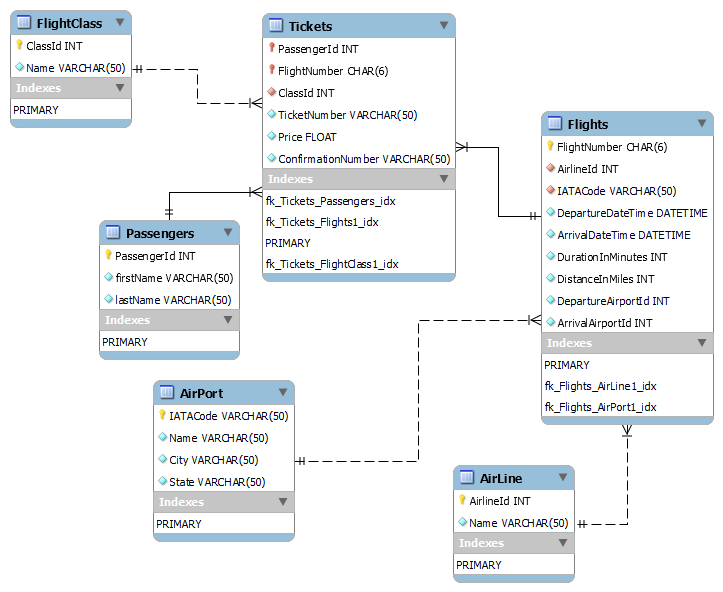 FlightClass
ClassId INT
Name VARCHAR(50)
Indexes
PRIMARY
Tickets
PassengerId INT
FlightNumber CHAR(6)
ClassId INT
TicketNumber VARCHAR(50)
Price FLOAT
ConfirmationNumber VARCHAR(50)
Indexes
fk_Tickets_Passengers_idx
fk_Tickets_Flights1_idx
PRIMARY
fk_Tickets_FlightClass1_idx
Flights
FlightNumber CHAR(6)
AirlineId INT
IATACode VARCHAR(50)
DepartureDateTime DATETIME
ArrivalDateTime DATETIME
DurationInMinutes INT
DistanceInMiles INT
DepartureAirportId INT
ArrivalAirportId INT
Indexes
PRIMARY
fk_Flights_AirLine1_idx
fk_Flights_AirPort1_idx
Passengers
PassengerId INT
firstName VARCHAR(50)
lastName VARCHAR(50)
Indexes
PRIMARY
AirPort
IATACode VARCHAR(50)
Name VARCHAR(50)
City VARCHAR(50)
State VARCHAR(50)
Indexes
PRIMARY
AirLine
AirlineId INT
Name VARCHAR(50)
Indexes
PRIMARY